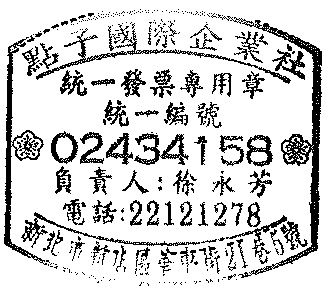 點子國際企業社
統一發票專用章
統一編號
02434158
負責人:徐永芳
電話:22121278
新北市新店區華城街21巷5號